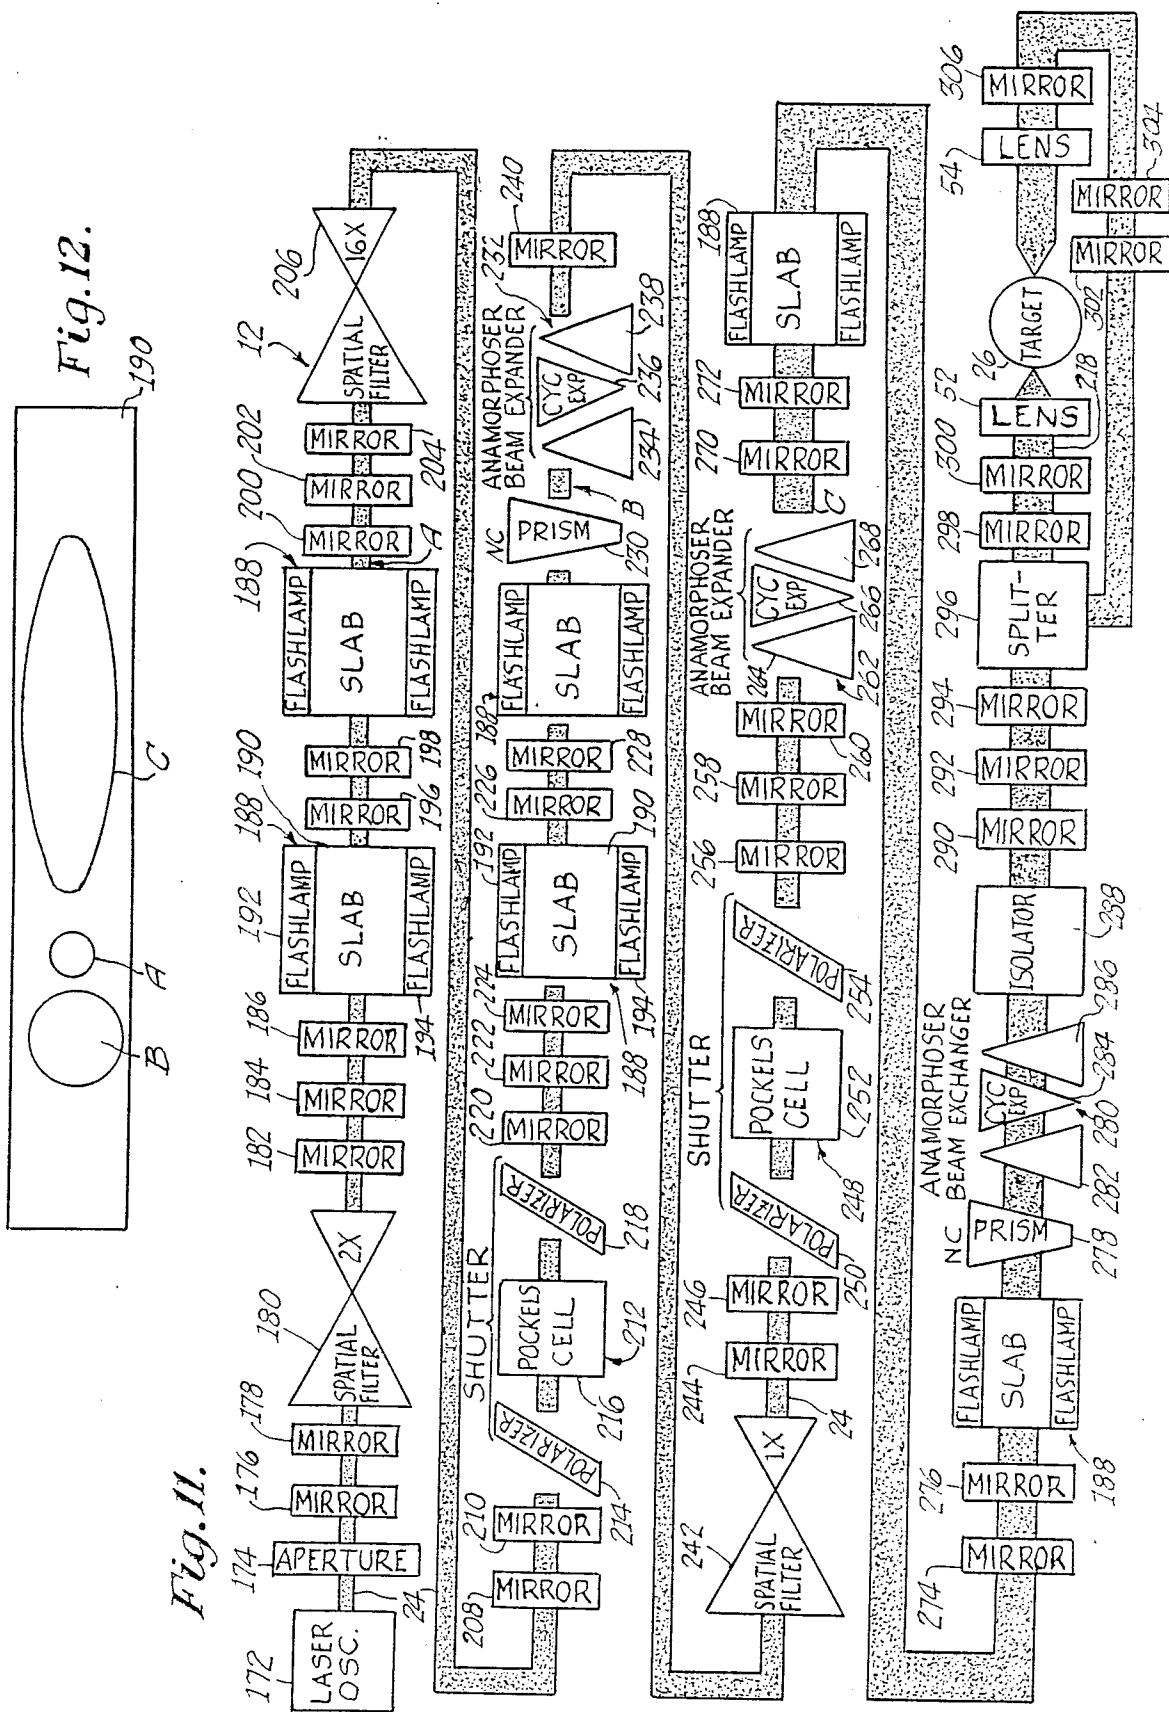 Fig.12.
190
B
A
C
Fig.11.
172
LASER
OSC.
24
174
APERTURE
176
MIRROR
178
MIRROR
180
SPATIAL
FILTER
2X
182
MIRROR
184
MIRROR
186
MIRROR
192
188
190
FLASHLAMP
SLAB
FLASHLAMP
194
MIRROR
196
MIRROR
198
188
FLASHLAMP
SLAB
FLASHLAMP
A
200
MIRROR
202
MIRROR
MIRROR
204
12
SPATIAL
FILTER
16X
206
208
MIRROR
210
MIRROR
SHUTTER
POLARIZER
214
POCKELS
CELL
216
212
POLARIZER
218
220
MIRROR
222
MIRROR
224
MIRROR
188
192
FLASHLAMP
SLAB
FLASHLAMP
194
190
226
MIRROR
MIRROR
228
188
FLASHLAMP
SLAB
FLASHLAMP
NC
PRISM
230
B
ANAMORPHOSER
BEAM EXPANDER
232
234
CYC
EXP
236
238
240
MIRROR
242
SPATIAL
FILTER
1X
24
244
MIRROR
246
MIRROR
SHUTTER
POLARIZER
250
POCKELS
CELL
248
252
POLARIZER
254
256
MIRROR
258
MIRROR
MIRROR
260
ANAMORPHOSER
BEAM EXPANDER
264
262
CYC
EXP
266
268
C
270
MIRROR
272
MIRROR
188
FLASHLAMP
SLAB
FLASHLAMP
274
MIRROR
276
MIRROR
FLASHLAMP
SLAB
FLASHLAMP
188
NC
PRISM
278
ANAMORPHOSER
BEAM EXCHANGER
282
CYC
EXP
280
284
286
ISOLATOR
288
290
MIRROR
292
MIRROR
294
MIRROR
296
SPLIT-
TER
298
MIRROR
300
MIRROR
218
52
LENS
26
TARGET
302
MIRROR
MIRROR
304
54
LENS
306
MIRROR